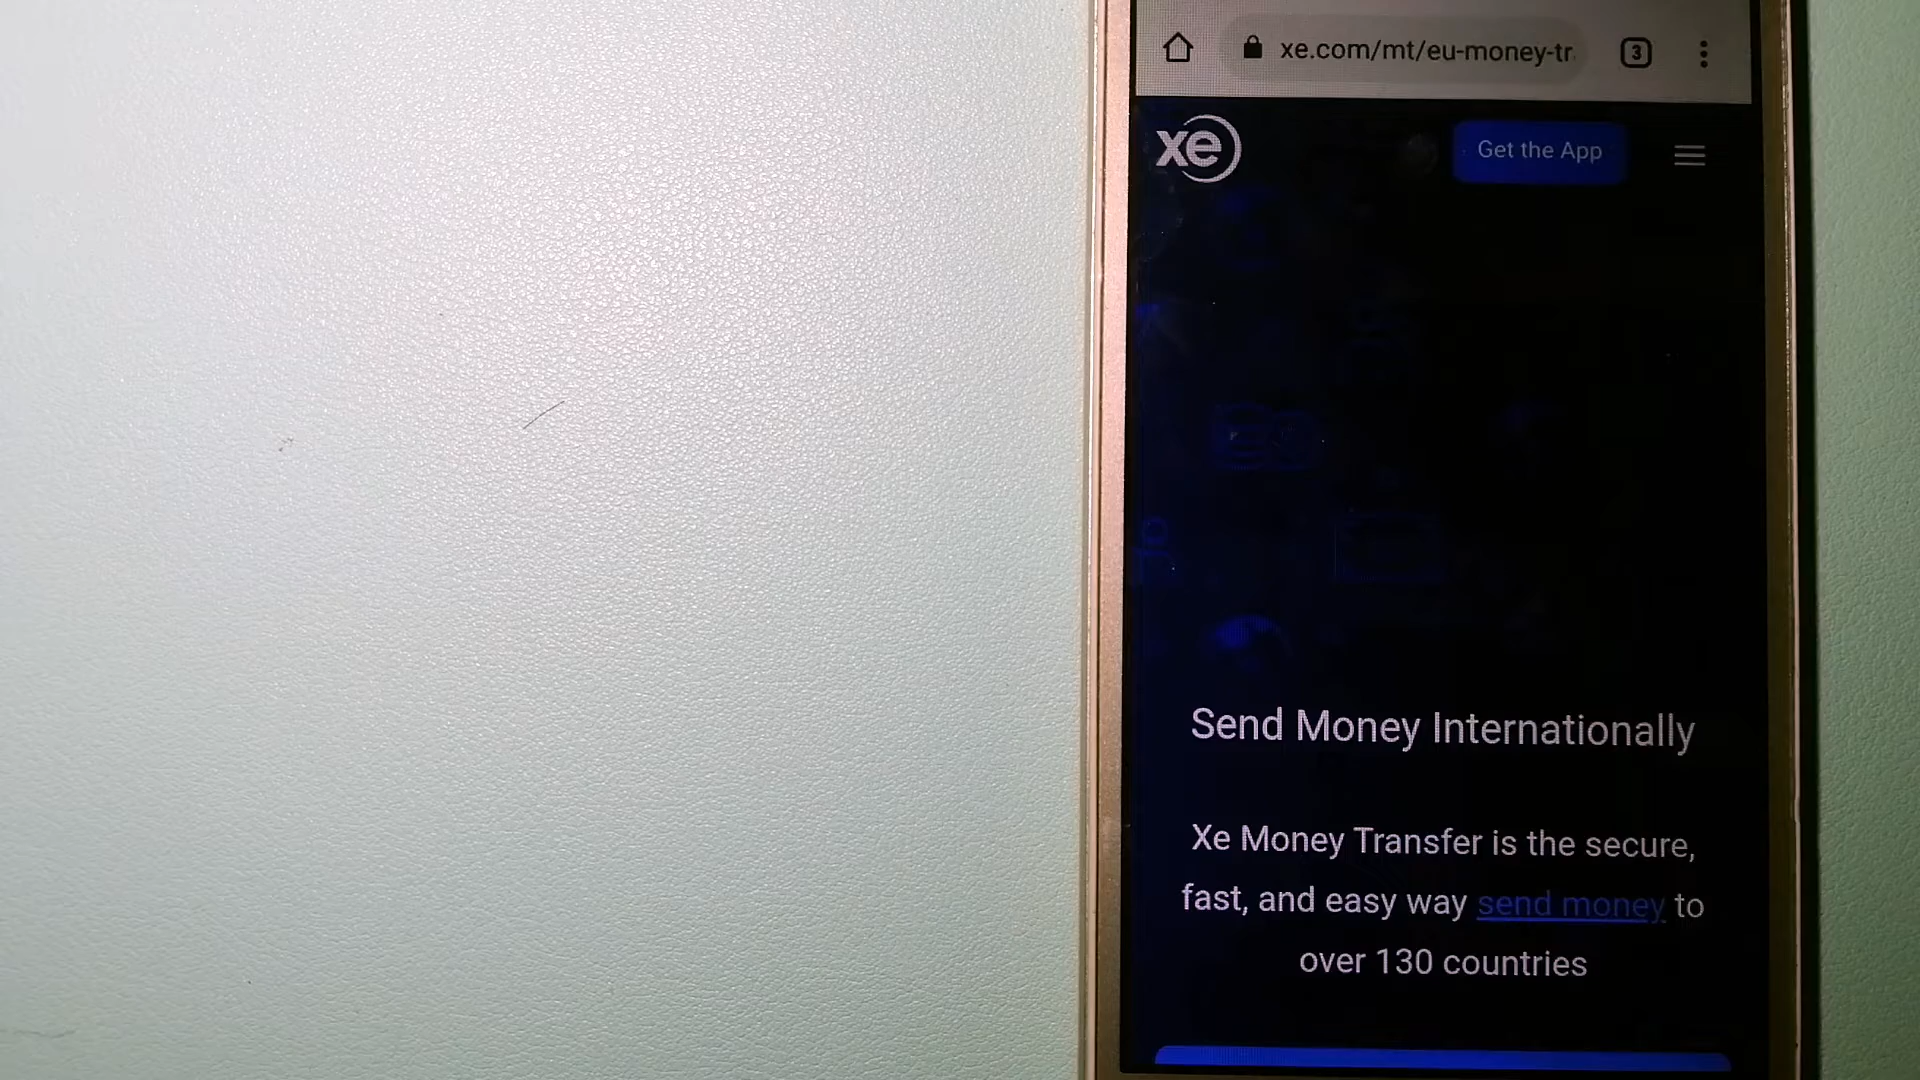 xe.com/mt/eu-money-tr
3
xe
Get the App
Send Money Internationally
Xe Money Transfer is the secure,
fast, and easy way send money to
over 130 countries